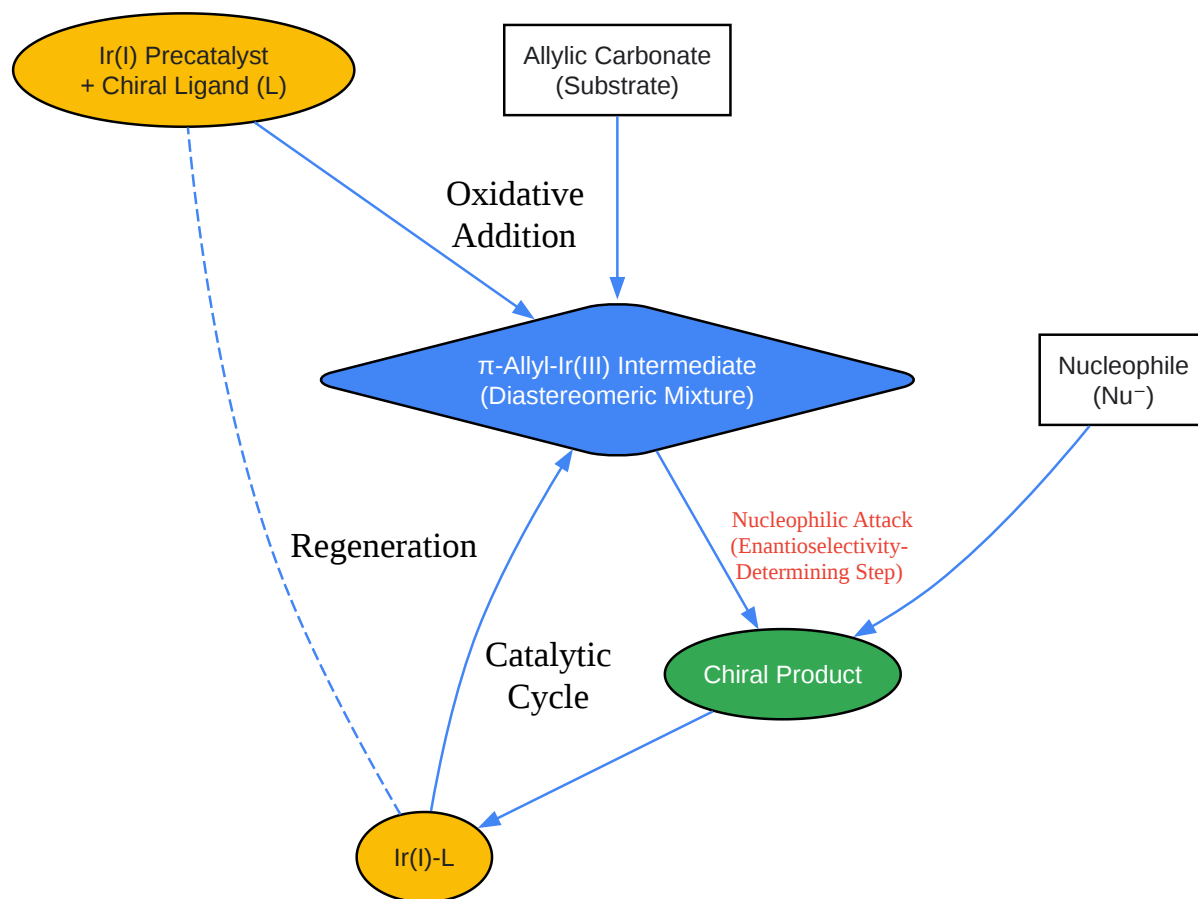 Ir(I) Precatalyst
+ Chiral Ligand (L)
Allylic Carbonate
(Substrate)
Oxidative
Addition
π-Allyl-Ir(III) Intermediate
(Diastereomeric Mixture)
Nucleophile
(Nu⁻)
Nucleophilic Attack
(Enantioselectivity-
Determining Step)
Regeneration
Catalytic
Cycle
Chiral Product
Ir(I)-L